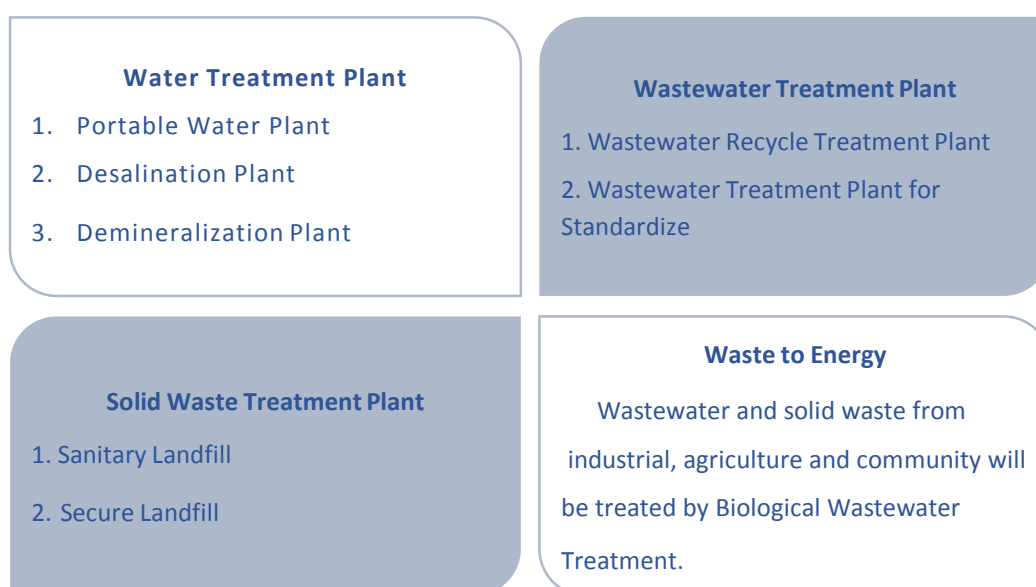 Water Treatment Plant
1. Portable Water Plant
2. Desalination Plant
3. Demineralization Plant
Wastewater Treatment Plant
1. Wastewater Recycle Treatment Plant
2. Wastewater Treatment Plant for
Standardize
Solid Waste Treatment Plant
1. Sanitary Landfill
2. Secure Landfill
Waste to Energy
Wastewater and solid waste from
industrial, agriculture and community will
be treated by Biological Wastewater
Treatment.